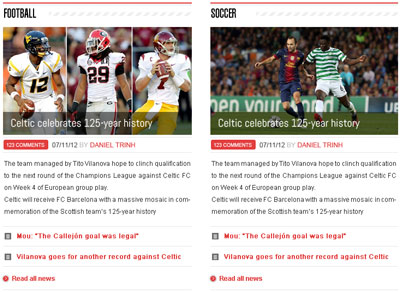 FOOTBALL
12
29
7
Celtic celebrates 125-year history
123 COMMENTS 07/11/12 BY DANIEL TRINH
The team managed by Tito Vilanova hope to clinch qualification
to the next round of the Champions League against Celtic FC
on Week 4 of European group play.
Celtic will receive FC Barcelona with a massive mosaic in com-
memoration of the Scottish team's 125-year history
Mou: "The Callejón goal was legal"
Vilanova goes for another record against Celtic
Read all news
SOCCER
Celtic celebrates 125-year history
123 COMMENTS 07/11/12 BY DANIEL TRINH
The team managed by Tito Vilanova hope to clinch qualification
to the next round of the Champions League against Celtic FC
on Week 4 of European group play.
Celtic will receive FC Barcelona with a massive mosaic in com-
memoration of the Scottish team's 125-year history
Mou: "The Callejón goal was legal"
Vilanova goes for another record against Celtic
Read all news